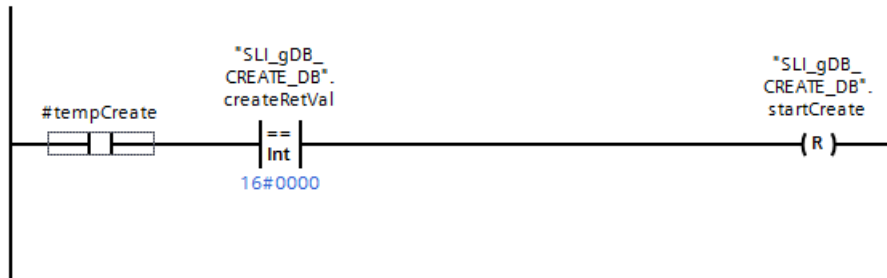 "SLI_gDB_
CREATE_DB".
createRetVal
"SLI_gDB_
CREATE_DB".
startCreate
#tempCreate
==
Int
R
16#0000